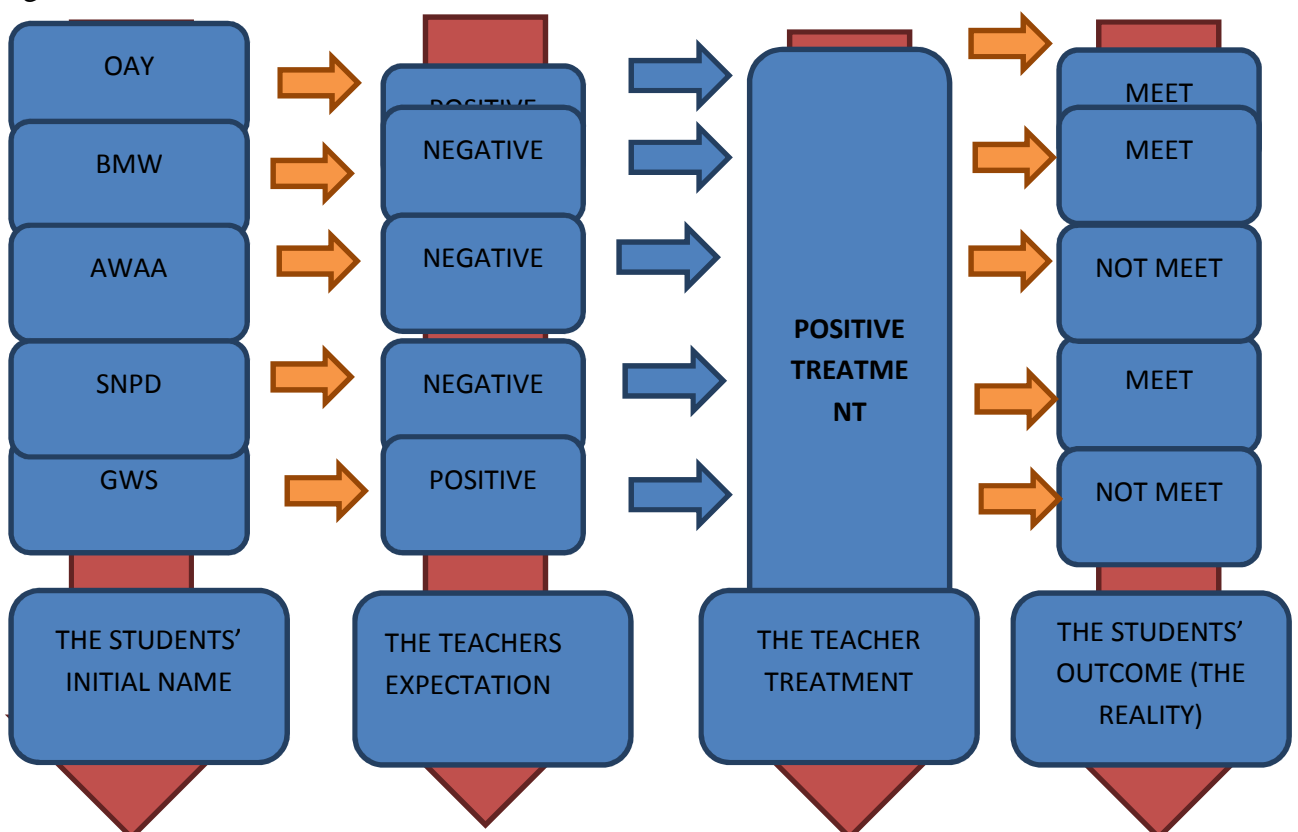 OAY
BMW
AWAA
SNPD
GWS
THE STUDENTS'
INITIAL NAME
POSITIVE
NEGATIVE
NEGATIVE
NEGATIVE
POSITIVE
THE TEACHERS
EXPECTATION
POSITIVE
TREATME
NT
THE TEACHER
TREATMENT
MEET
MEET
NOT MEET
MEET
NOT MEET
THE STUDENTS'
OUTCOME (THE
REALITY)